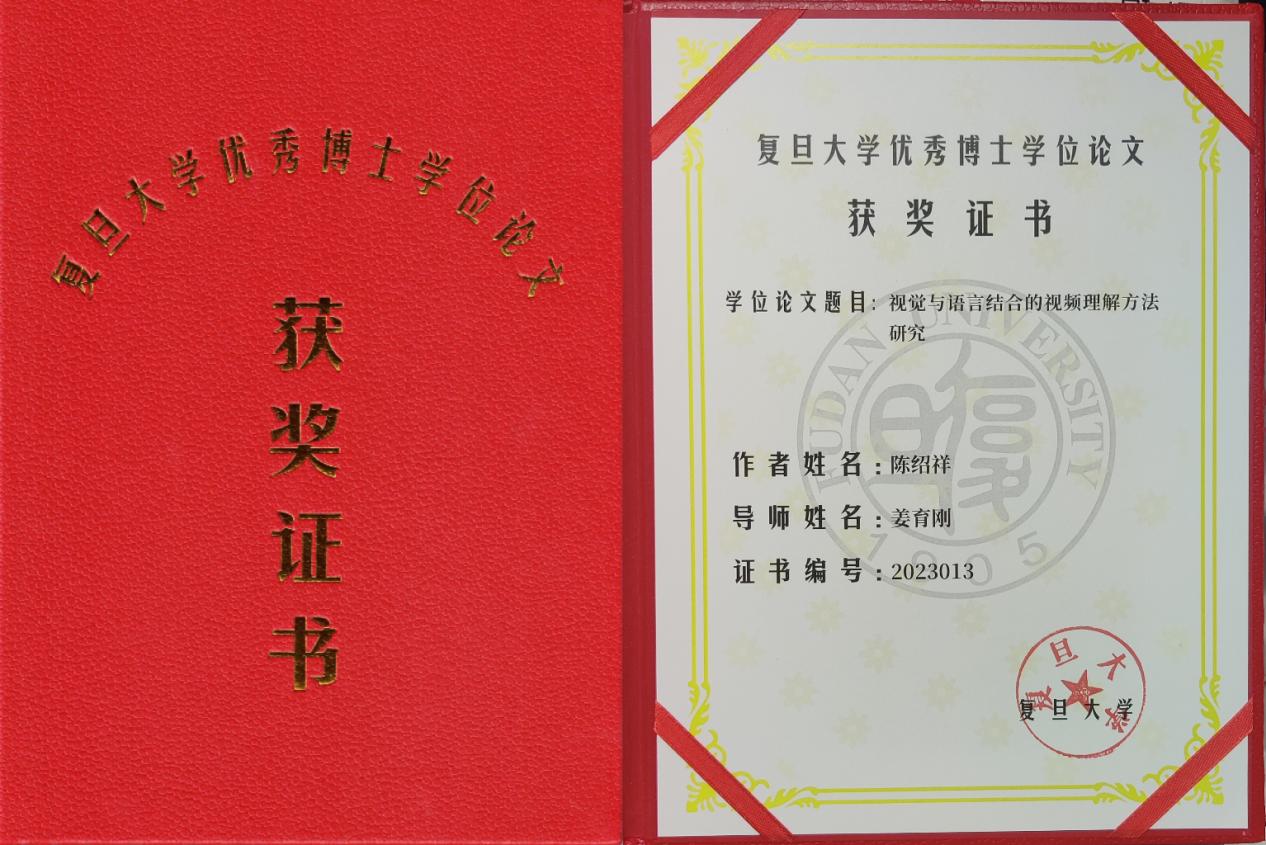 复旦大学优秀博士学位论文
获奖证书
复旦大学优秀博士学位论文
获奖证书
学位论文题目：视觉与语言结合的视频理解方法
研究
作者姓名：陈绍祥
导师姓名：姜育刚
证书编号：2023013
FUDAN UNIVERSITY
復旦
1905
复旦大学
复旦大学